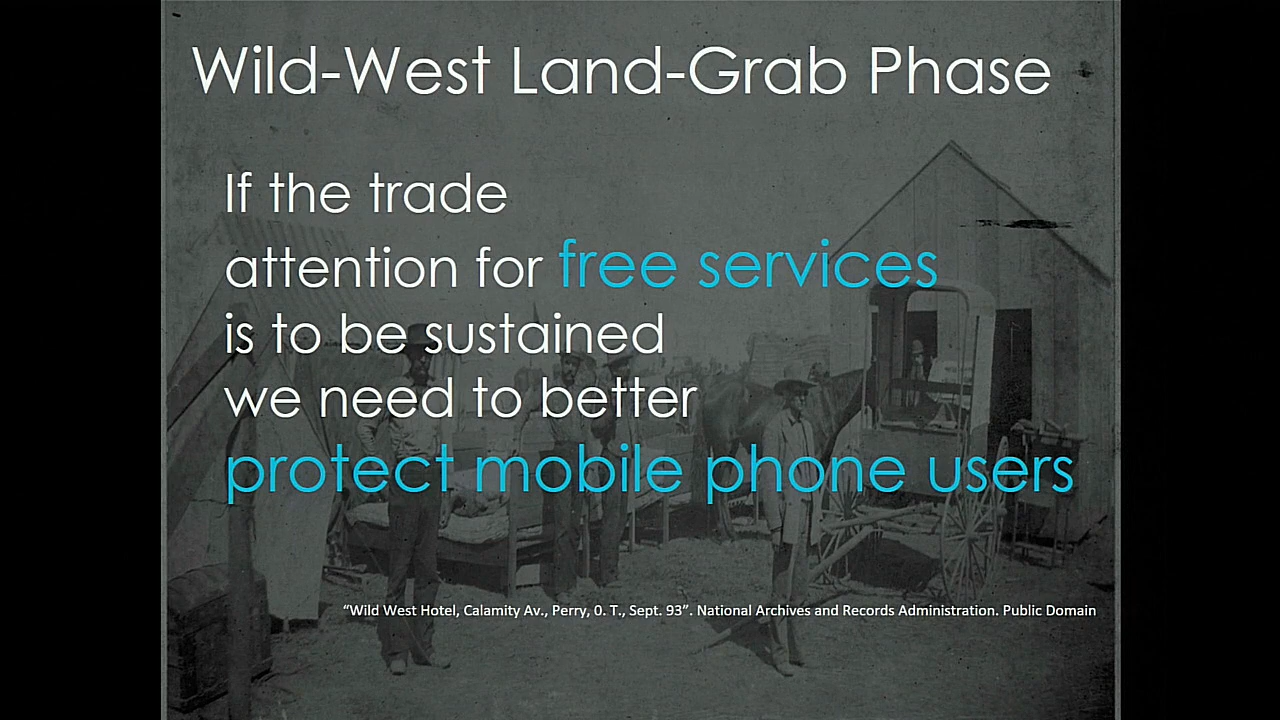 Wild-West Land-Grab Phase
If the trade
attention for free services
is to be sustained
we need to better
protect mobile phone users
“Wild West Hotel, Calamity Av., Perry, 0. T., Sept. 93”. National Archives and Records Administration. Public Domain